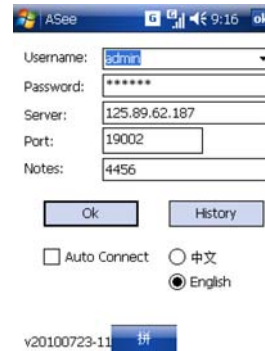 ASee G 9:16 ok
Username: admin
Password: ******
Server: 125.89.62.187
Port: 19002
Notes: 4456
Ok History
Auto Connect 中文
English
v20100723-11 拼